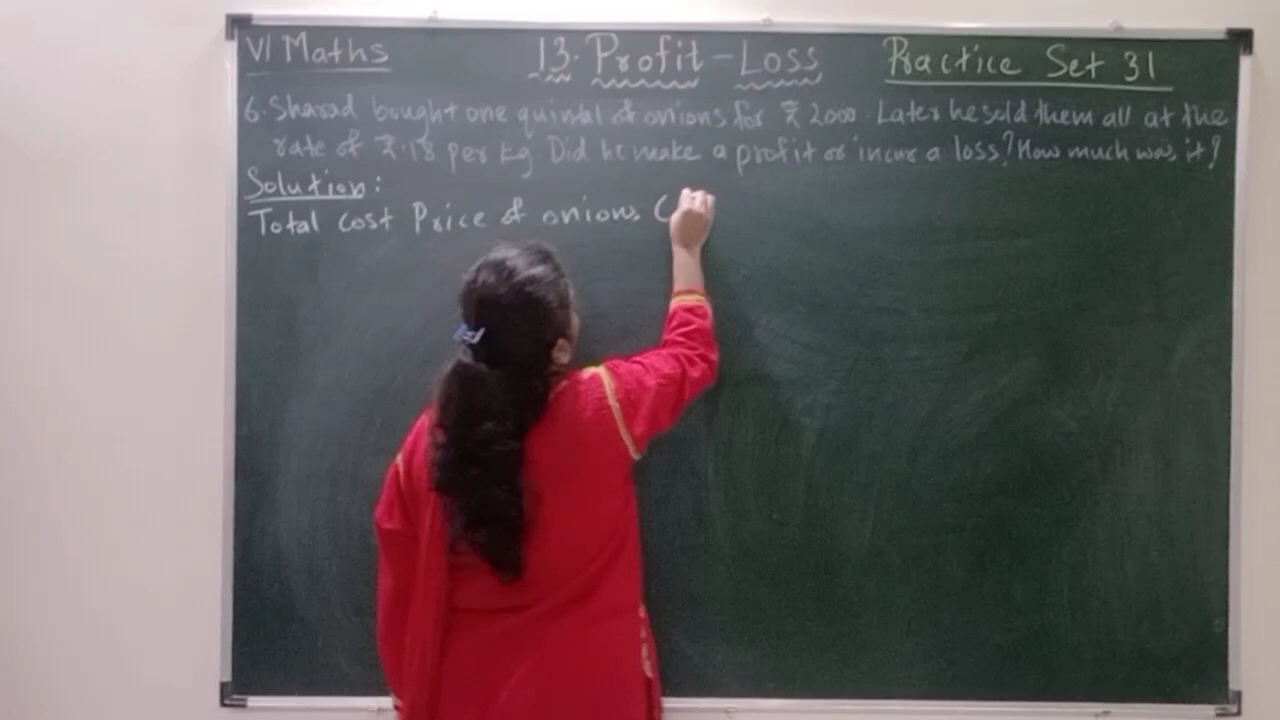 VI Maths
13. Profit - Loss
Practice Set 31
6. Sharad bought one quintal of onions for ₹ 2000. Later he sold them all at the
rate of ₹.18 per kg Did he make a profit or incur a loss? How much was it?
Solution:
Total cost Price of onions (